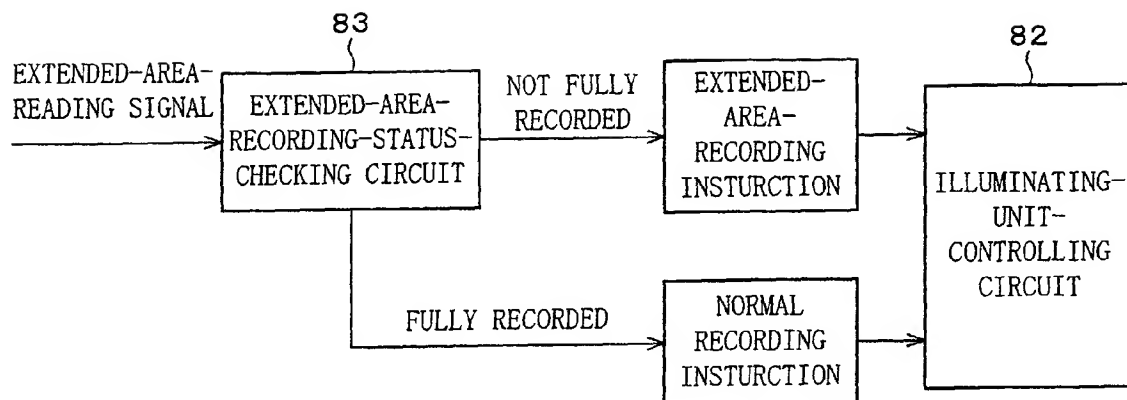 83
82
EXTENDED-AREA-
READING SIGNAL
EXTENDED-AREA-
RECORDING-STATUS-
CHECKING CIRCUIT
NOT FULLY
RECORDED
EXTENDED-
AREA-
RECORDING
INSTURCTION
ILLUMINATING-
UNIT-
CONTROLLING
CIRCUIT
FULLY RECORDED
NORMAL
RECORDING
INSTURCTION